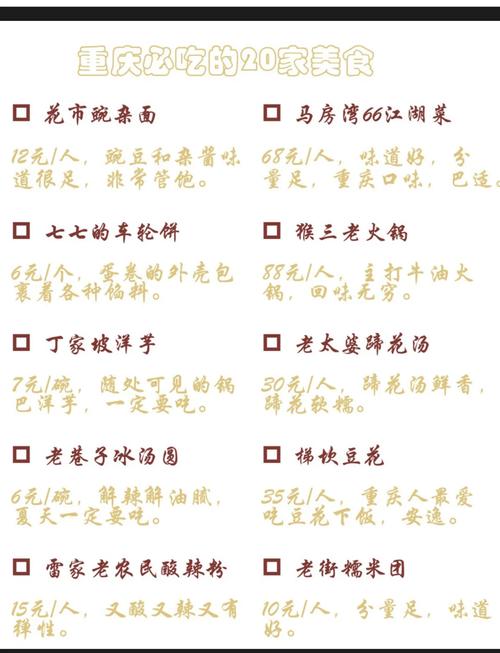 重庆必吃的20家美食
花市豌杂面
12元/人，豌豆和杂酱味
道很足，非常管饱。
七七的车轮饼
6元/个，蛋卷的外壳包
裹着各种馅料。
丁家坡洋芋
7元/碗，随处可见的锅
巴洋芋，一定要吃。
老巷子冰汤圆
6元/碗，解辣解油腻，
夏天一定要吃。
雷家老农民酸辣粉
15元/人，又酸又辣又有
弹性。
马房湾66江湖菜
68元/人，味道好，分
量足，重庆口味，巴适。
猴三老火锅
88元/人，主打牛油火
锅，回味无穷。
老太婆蹄花汤
30元/人，蹄花汤鲜香，
蹄花软糯。
梯坎豆花
35元/人，重庆人最爱
吃豆花下饭，安逸。
老街糯米团
10元/人，分量足，味道
好。